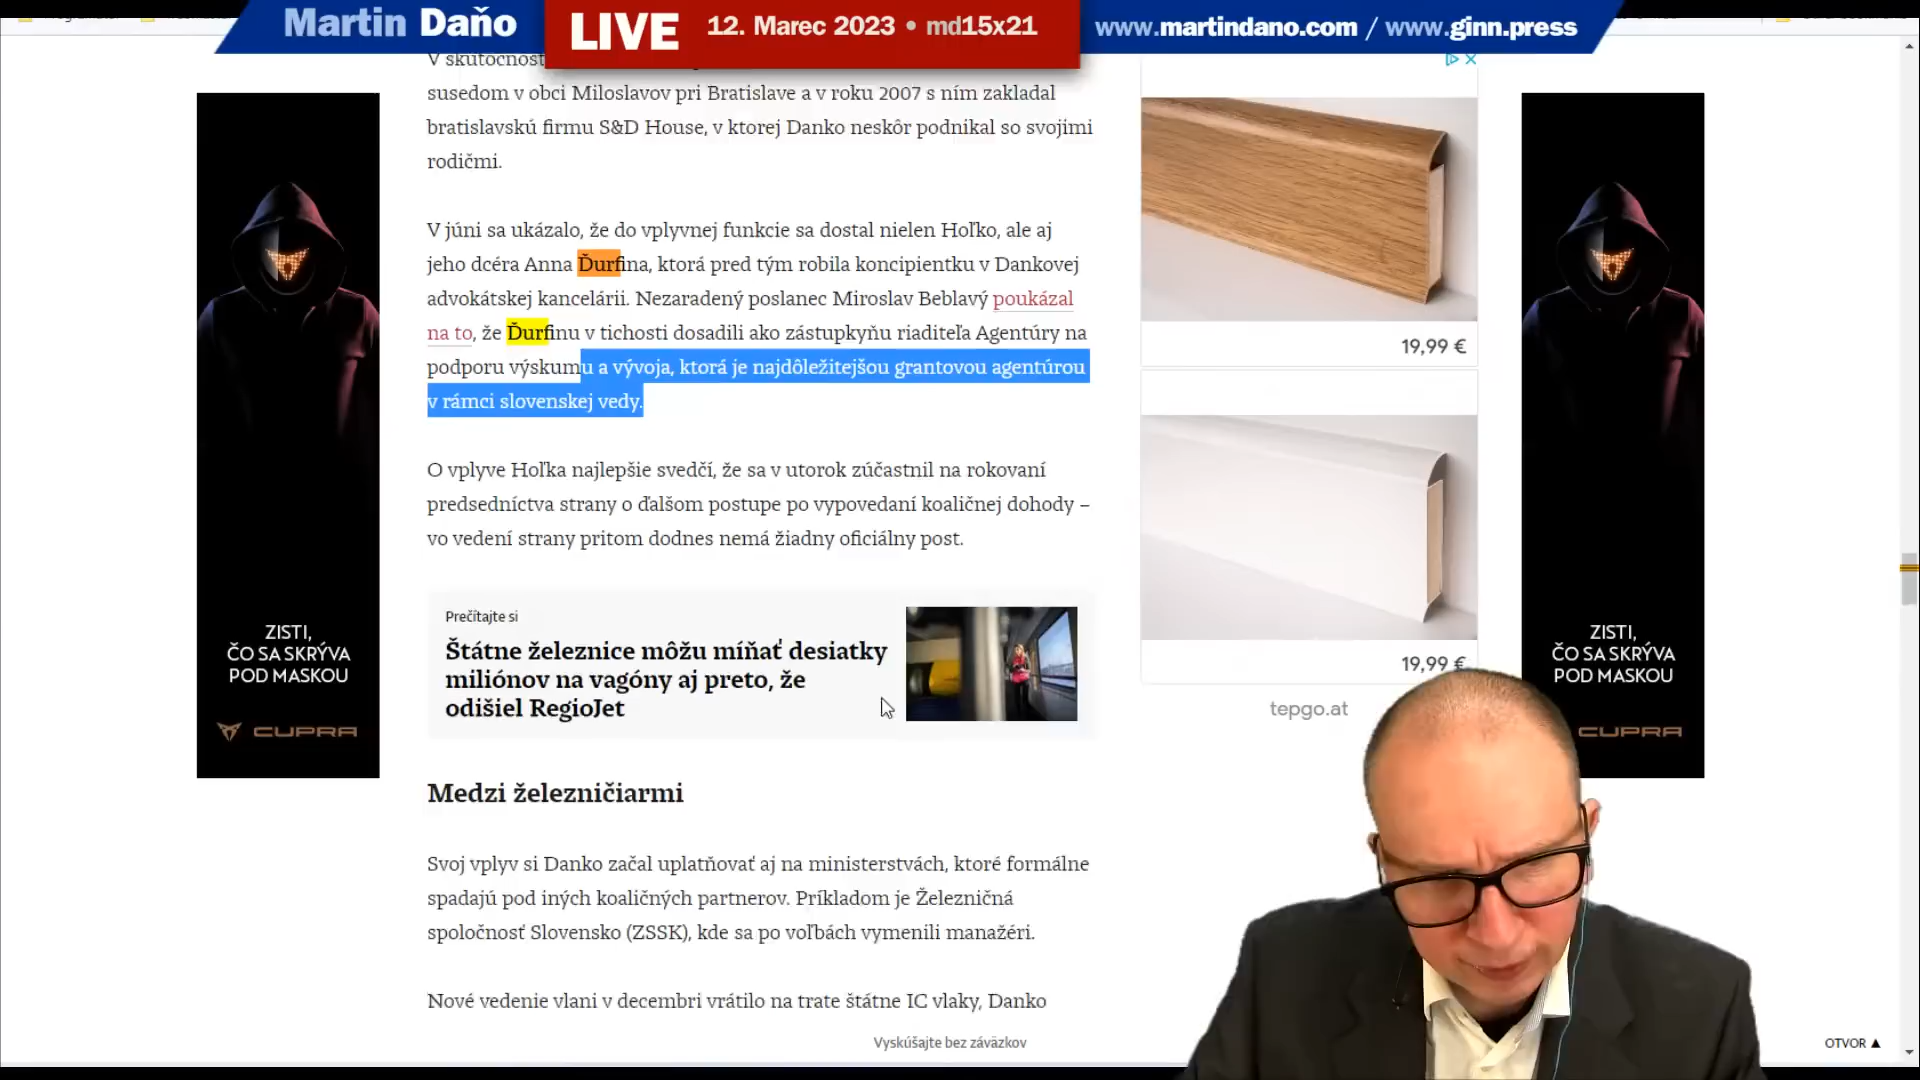 Martin Daňo
LIVE
12. Marec 2023 • md15x21
www.martindano.com / www.ginn.press
V skutočnost
susedom v obci Miloslavov pri Bratislave a v roku 2007 s ním zakladal
bratislavskú firmu S&D House, v ktorej Danko neskôr podnikal so svojimi
rodičmi.
V júni sa ukázalo, že do vplyvnej funkcie sa dostal nielen Hoľko, ale aj
jeho dcéra Anna Ďurfina, ktorá pred tým robila koncipientku v Dankovej
advokátskej kancelárii. Nezaradený poslanec Miroslav Beblavý poukázal
na to, že Ďurfinu v tichosti dosadili ako zástupkyňu riaditeľa Agentúry na
podporu výskumu a vývoja, ktorá je najdôležitejšou grantovou agentúrou
v rámci slovenskej vedy.
O vplyve Hoľka najlepšie svedčí, že sa v utorok zúčastnil na rokovaní
predsedníctva strany o ďalšom postupe po vypovedaní koaličnej dohody –
vo vedení strany pritom dodnes nemá žiadny oficiálny post.
Prečítajte si
Štátne železnice môžu míňať desiatky
miliónov na vagóny aj preto, že
odišiel RegioJet
Medzi železničiarmi
Svoj vplyv si Danko začal uplatňovať aj na ministerstvách, ktoré formálne
spadajú pod iných koaličných partnerov. Príkladom je Železničná
spoločnosť Slovensko (ZSSK), kde sa po voľbách vymenili manažéri.
Nové vedenie vlani v decembri vrátilo na trate štátne IC vlaky, Danko
Vyskúšajte bez záväzkov
ZISTI,
ČO SA SKRÝVA
POD MASKOU
CUPRA
19,99 €
19,99 €
tepgo.at
ZISTI,
ČO SA SKRÝVA
POD MASKOU
CUPRA
OTVOR ▲